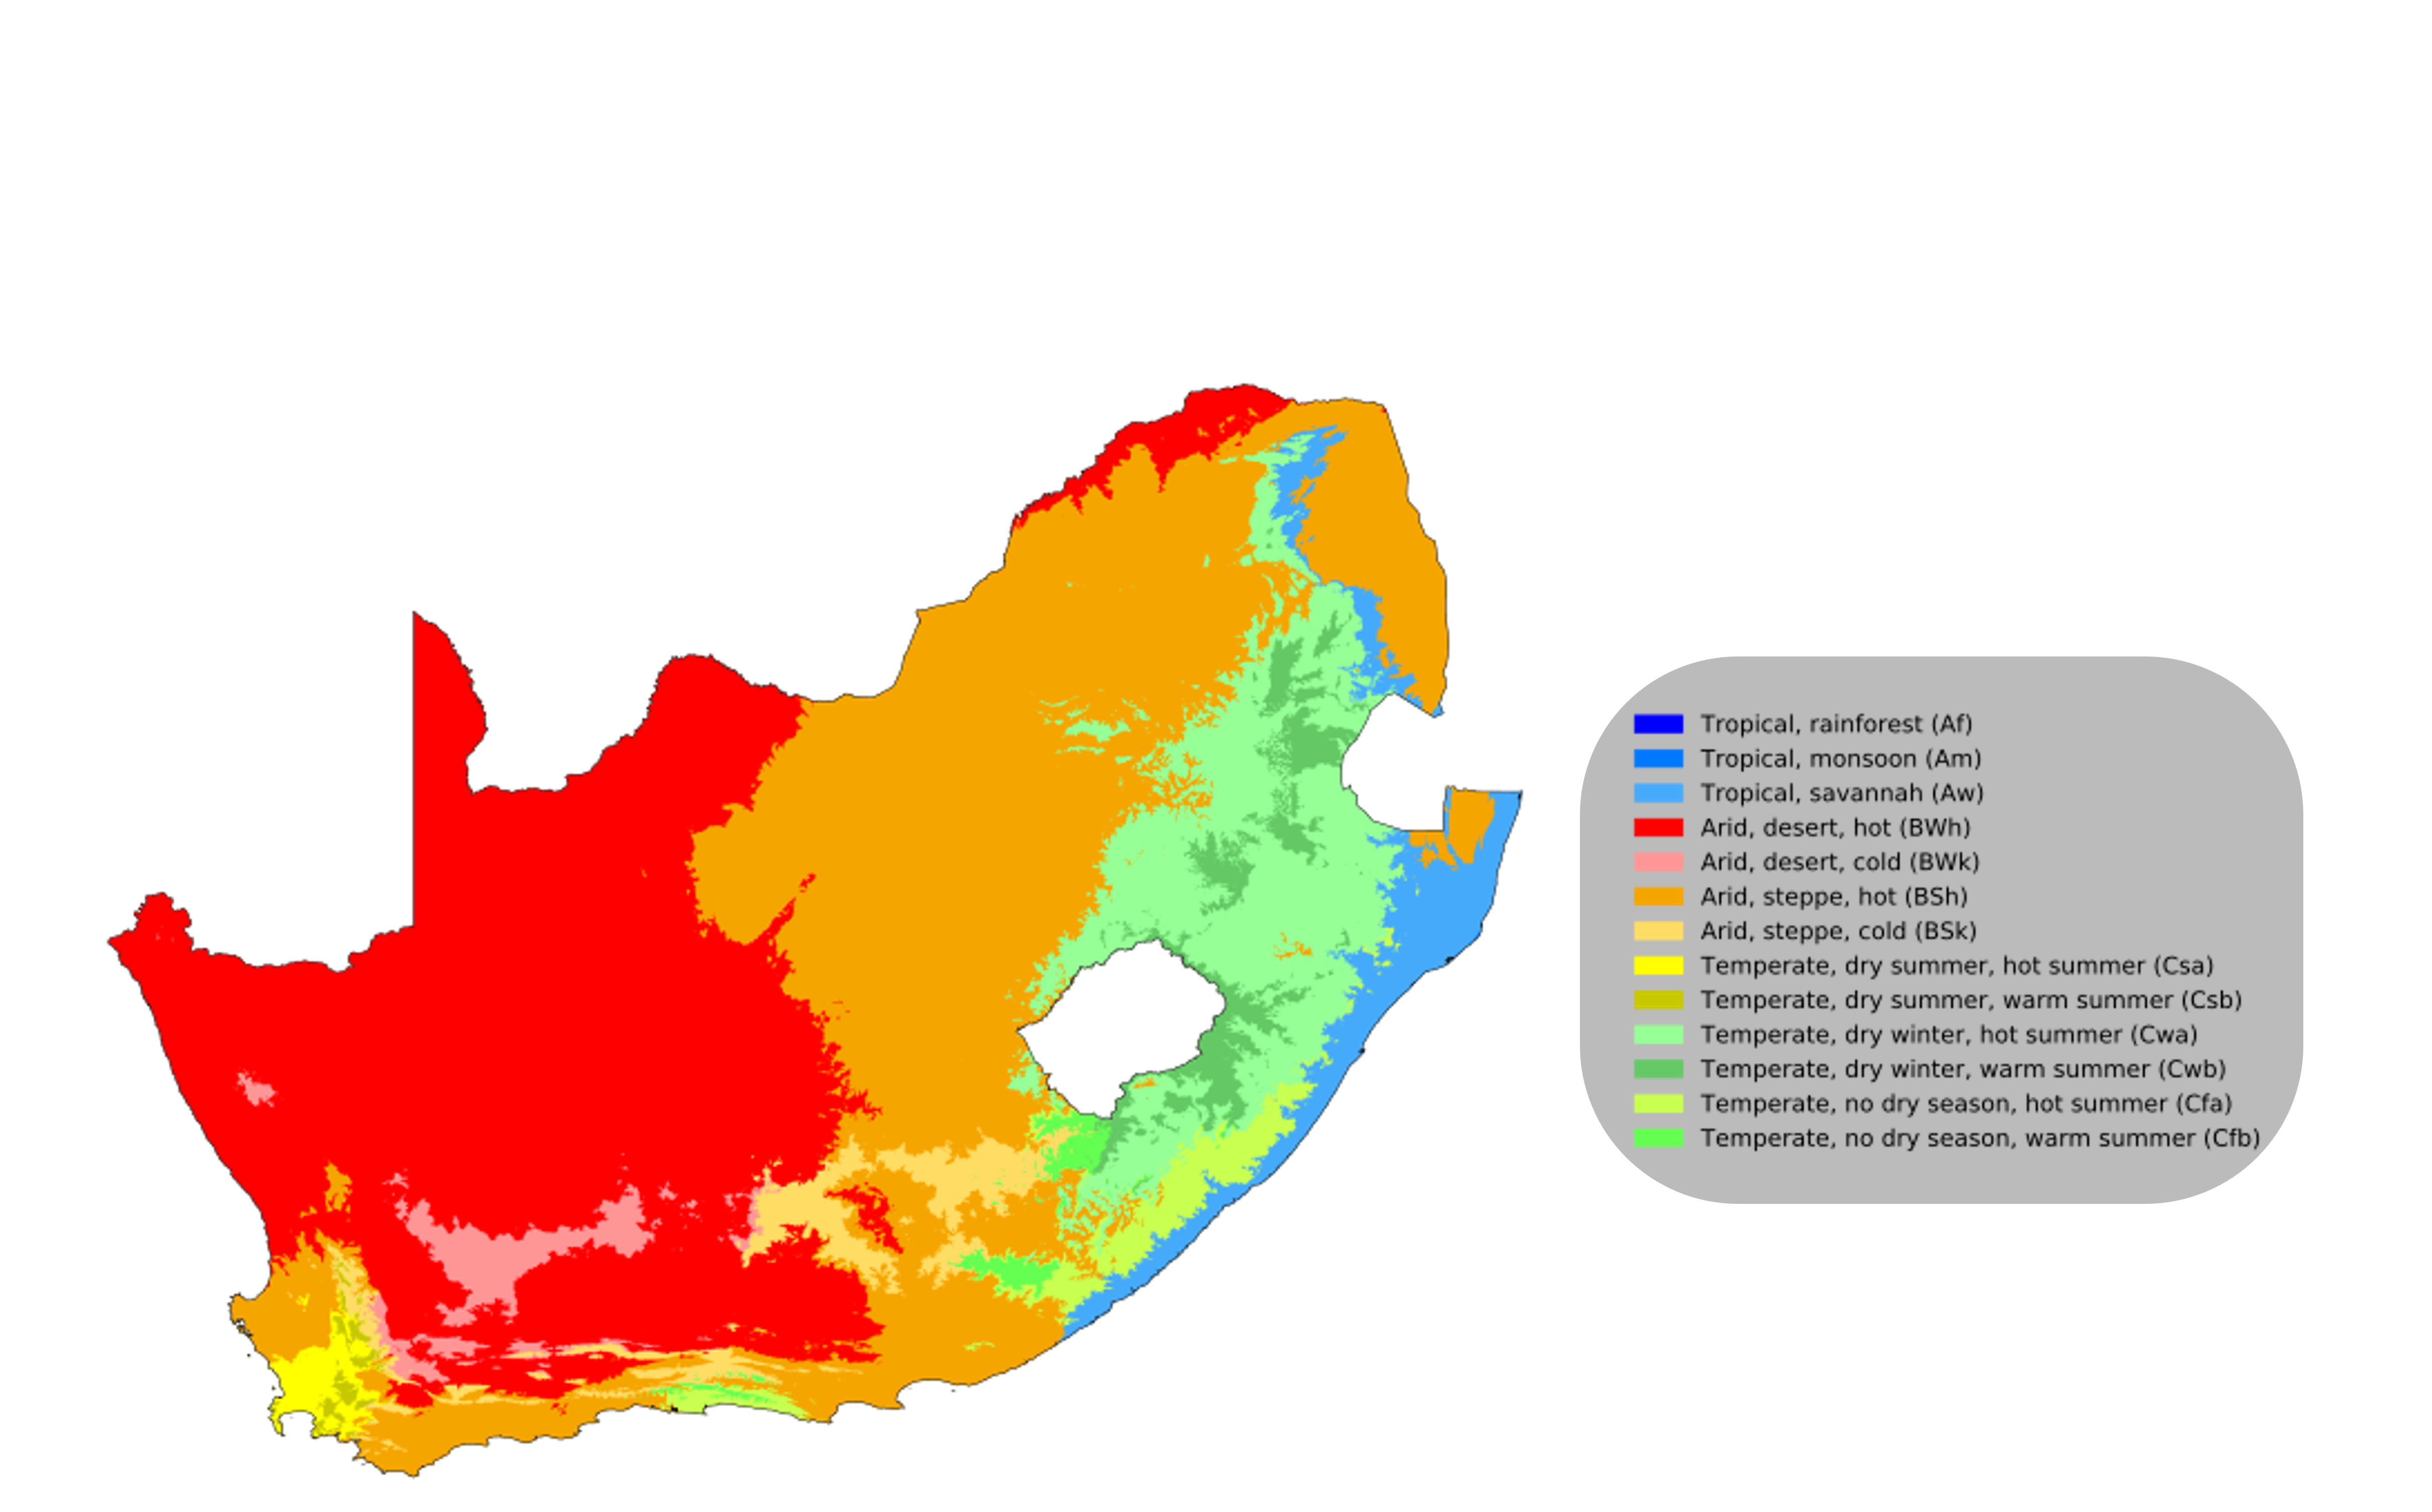 Tropical, rainforest (Af)
Tropical, monsoon (Am)
Tropical, savannah (Aw)
Arid, desert, hot (BWh)
Arid, desert, cold (BWk)
Arid, steppe, hot (BSh)
Arid, steppe, cold (BSk)
Temperate, dry summer, hot summer (Csa)
Temperate, dry summer, warm summer (Csb)
Temperate, dry winter, hot summer (Cwa)
Temperate, dry winter, warm summer (Cwb)
Temperate, no dry season, hot summer (Cfa)
Temperate, no dry season, warm summer (Cfb)